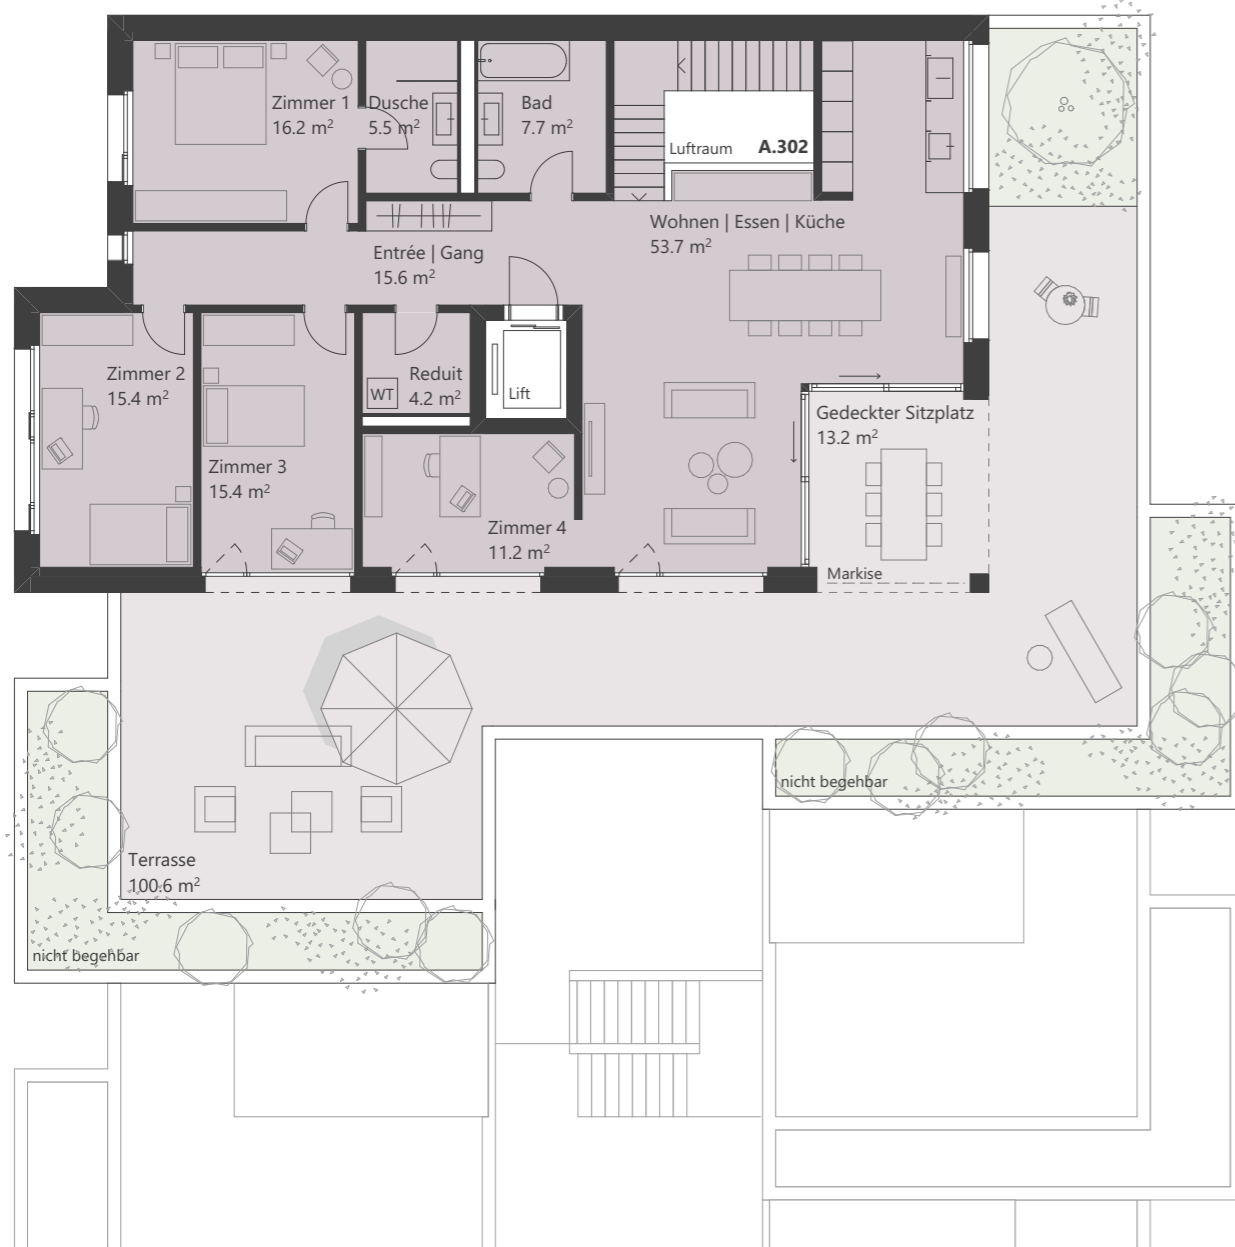 Zimmer 1
16.2 m²
Dusche
5.5 m²
Bad
7.7 m²
Luftraum
A.302
Wohnen | Essen | Küche
53.7 m²
Entrée | Gang
15.6 m²
Zimmer 2
15.4 m²
Reduit
4.2 m²
WT
Lift
Gedeckter Sitzplatz
13.2 m²
Zimmer 3
15.4 m²
Zimmer 4
11.2 m²
Markise
nicht begehbar
Terrasse
100.6 m²
nicht begehbar